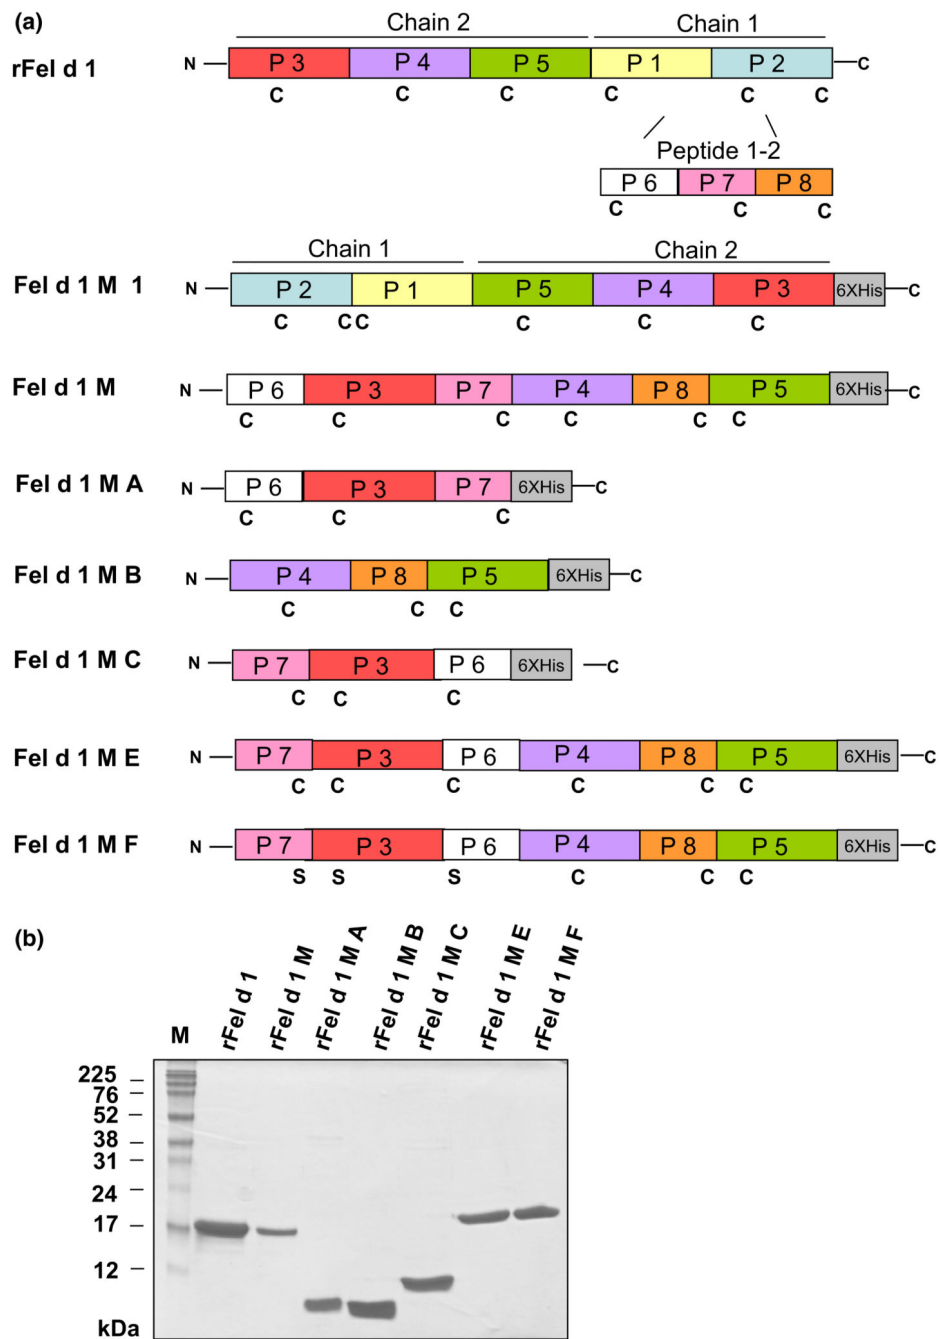 (a)
Chain 2 Chain 1
rFel d 1 N P 3 P 4 P 5 P 1 P 2 C
C C C C C C
Peptide 1-2
P 6 P 7 P 8
C C C
Chain 1 Chain 2
Fel d 1 M 1 N P 2 P 1 P 5 P 4 P 3 6XHis C
C C C C C C
Fel d 1 M N P 6 P 3 P 7 P 4 P 8 P 5 6XHis C
C C C C C C
Fel d 1 M A N P 6 P 3 P 7 6XHis C
C C C
Fel d 1 M B N P 4 P 8 P 5 6XHis C
C C C
Fel d 1 M C N P 7 P 3 P 6 6XHis C
C C C
Fel d 1 M E N P 7 P 3 P 6 P 4 P 8 P 5 6XHis C
C C C C C C
Fel d 1 M F N P 7 P 3 P 6 P 4 P 8 P 5 6XHis C
S S S C C C
(b)
M rFel d 1 rFel d 1 M rFel d 1 M A rFel d 1 M B rFel d 1 M C rFel d 1 M E rFel d 1 M F
225
76
52
38
31
24
17
12
kDa